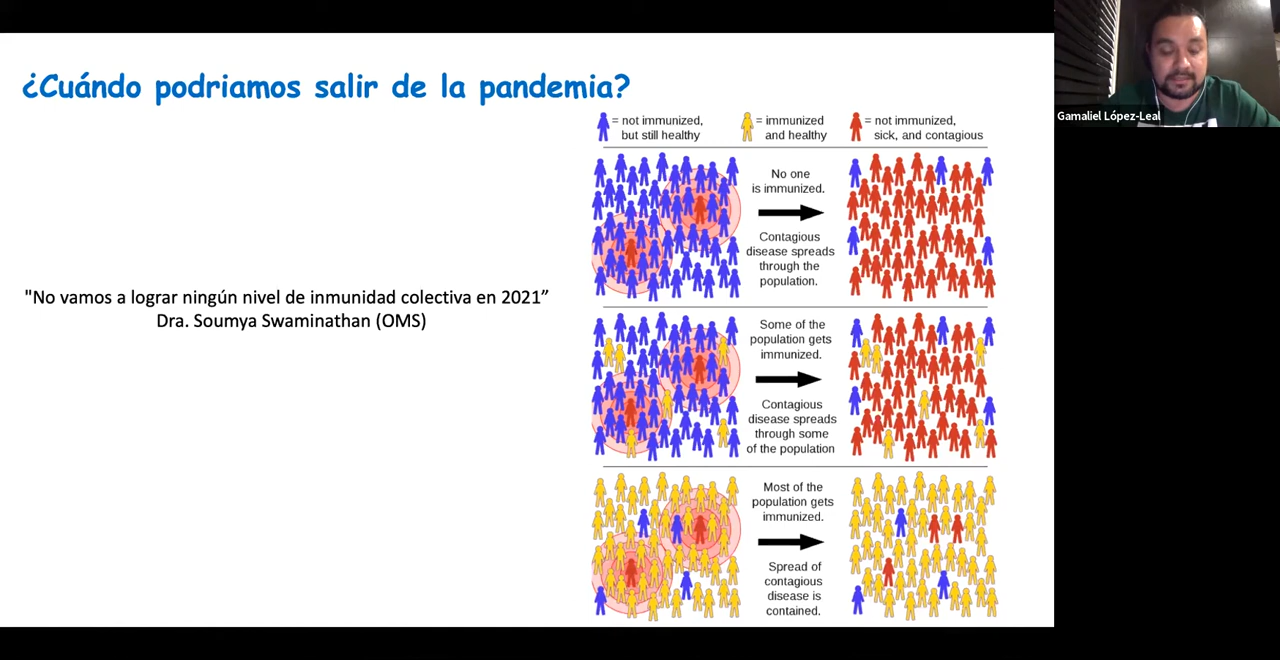 ¿Cuándo podriamos salir de la pandemia?
"No vamos a lograr ningún nivel de inmunidad colectiva en 2021”
Dra. Soumya Swaminathan (OMS)
= not immunized,
but still healthy
= immunized
and healthy
= not immunized,
sick, and contagious
No one
is immunized.
Contagious
disease spreads
through the
population.
Some of the
population gets
immunized.
Contagious
disease spreads
through some
of the population
Most of the
population gets
immunized.
Spread of
contagious
disease is
contained.
Gamaliel López-Leal